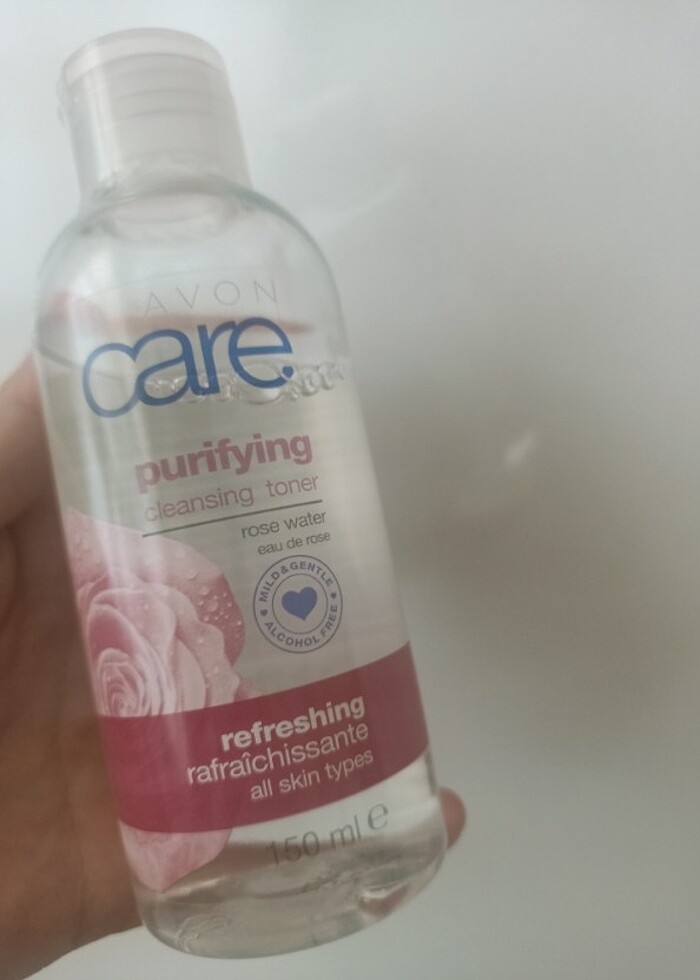 AVON
care.
purifying
cleansing toner
rose water
eau de rose
MILD & GENTLE
ALCOHOL FREE
refreshing
rafraîchissante
all skin types
150 ml e